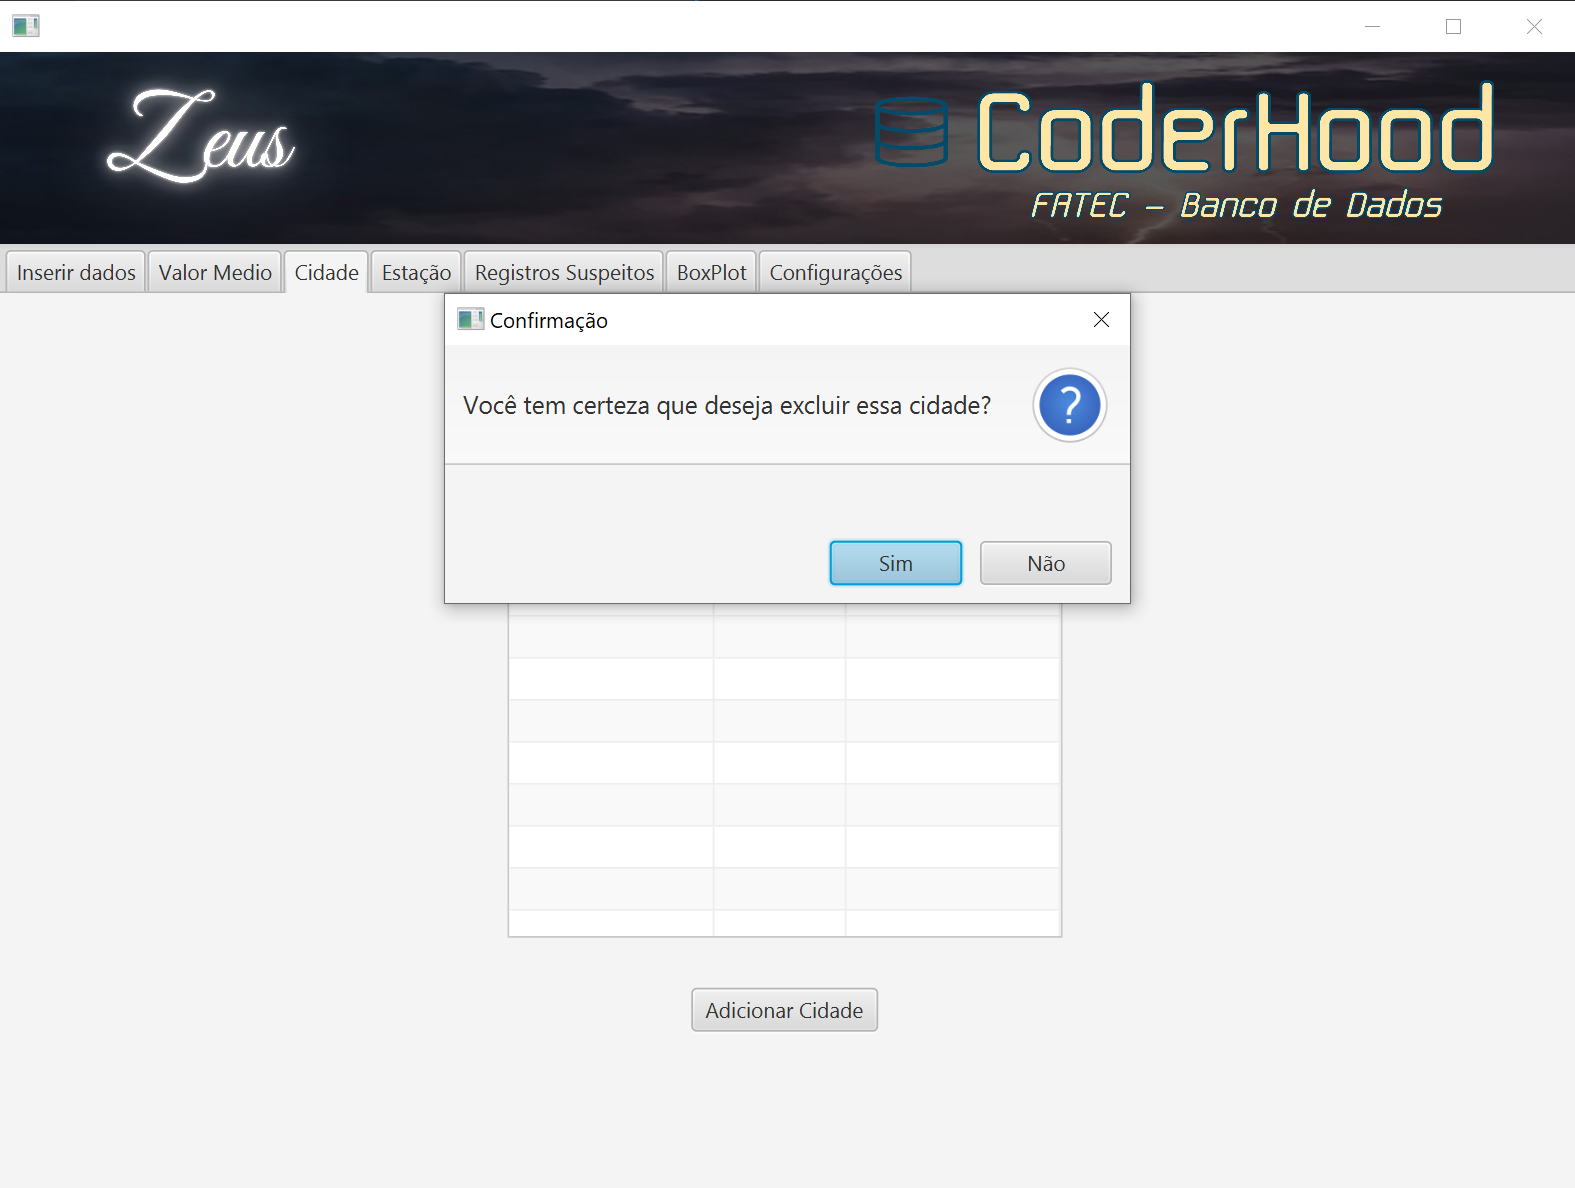 Zeus
CoderHood
FATEC - Banco de Dados
Inserir dados Valor Medio Cidade Estação Registros Suspeitos BoxPlot Configurações
Confirmação
Você tem certeza que deseja excluir essa cidade?
?
Sim Não
Adicionar Cidade